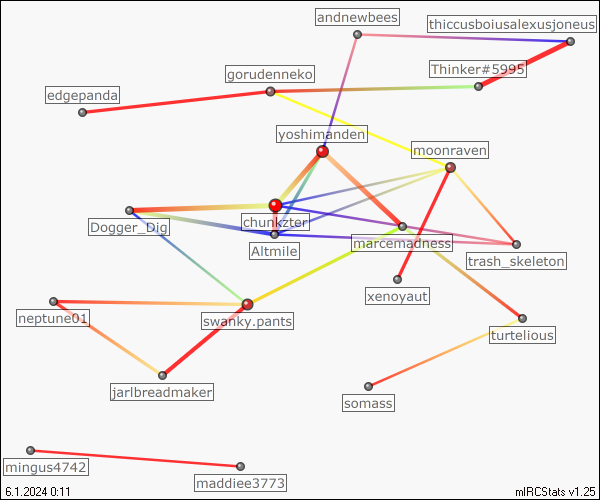 andnewbees
thiccusboiusalexusjoneus
gorudenneko
Thinker#5995
edgepanda
yoshimanden
moonraven
chunkzter
Dogger_Dig
Altmile
marcemadness
trash_skeleton
xenoyaut
neptune01
swanky.pants
turtelious
jarlbreadmaker
somass
mingus4742
maddiee3773
6.1.2024 0:11
mIRCStats v1.25